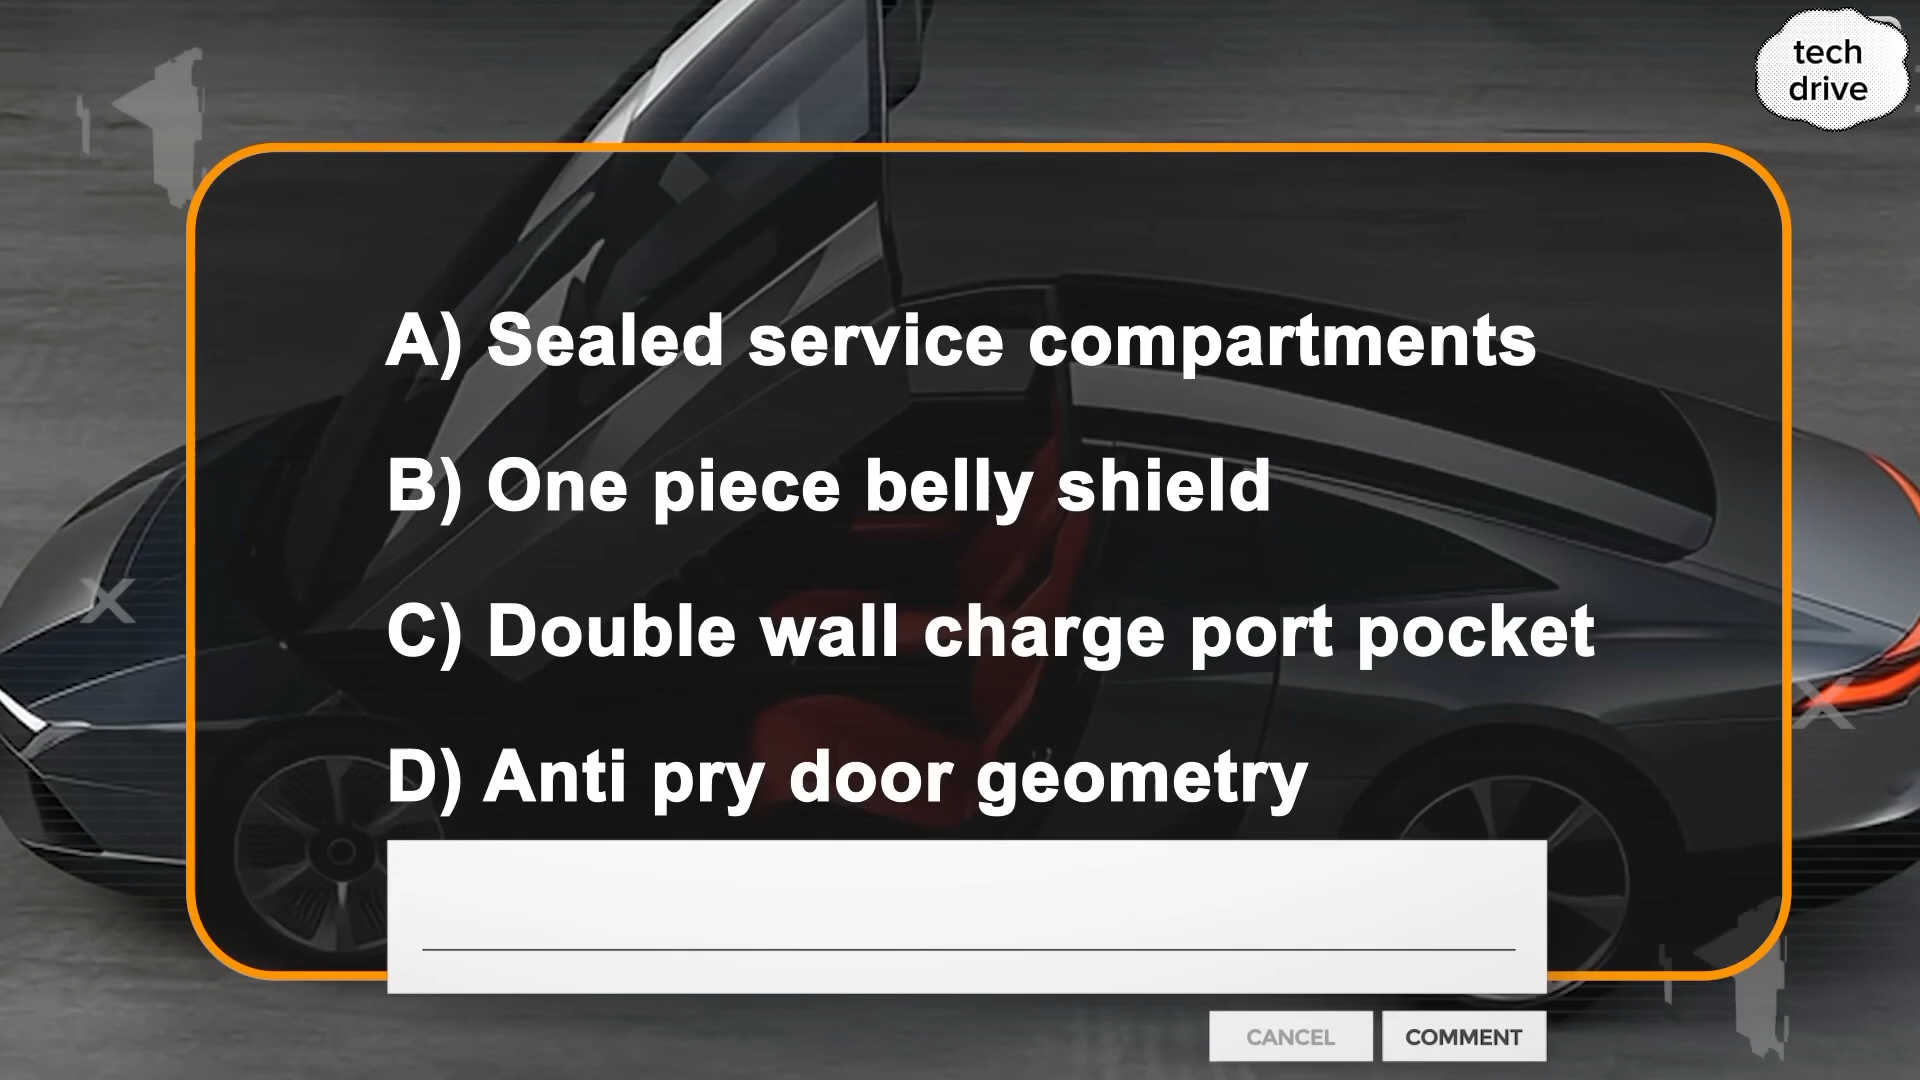 tech
drive
A) Sealed service compartments
B) One piece belly shield
C) Double wall charge port pocket
D) Anti pry door geometry
CANCEL
COMMENT